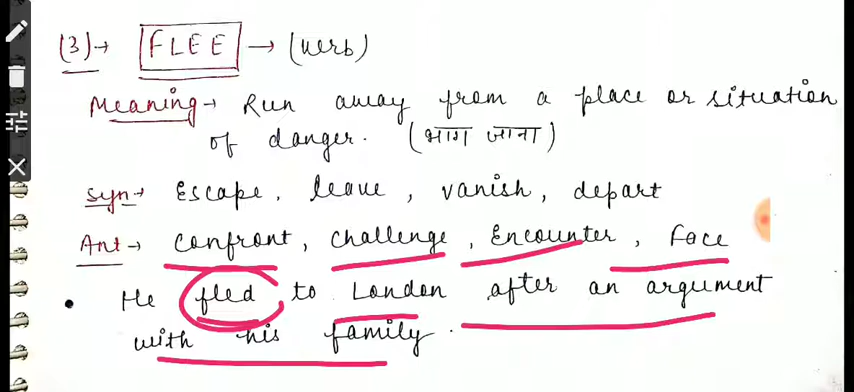 (3)→ FLEE → (verb)
Meaning→ Run away from a place or situation
of danger. (भाग जाना)
Syn→ Escape, leave, vanish, depart
Ant→ Confront, Challenge, Encounter, Face
• He fled to London after an argument
with his family.